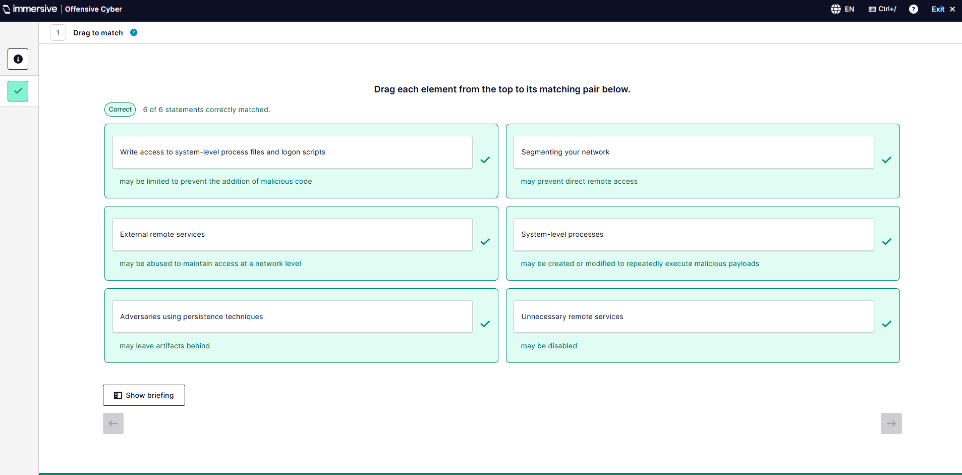 immersive | Offensive Cyber
EN
Ctrl+/
?
Exit ×
1
Drag to match ?
Drag each element from the top to its matching pair below.
Correct
6 of 6 statements correctly matched.
Write access to system-level process files and logon scripts
may be limited to prevent the addition of malicious code
Segmenting your network
may prevent direct remote access
External remote services
may be abused to maintain access at a network level
System-level processes
may be created or modified to repeatedly execute malicious payloads
Adversaries using persistence techniques
may leave artifacts behind
Unnecessary remote services
may be disabled
Show briefing